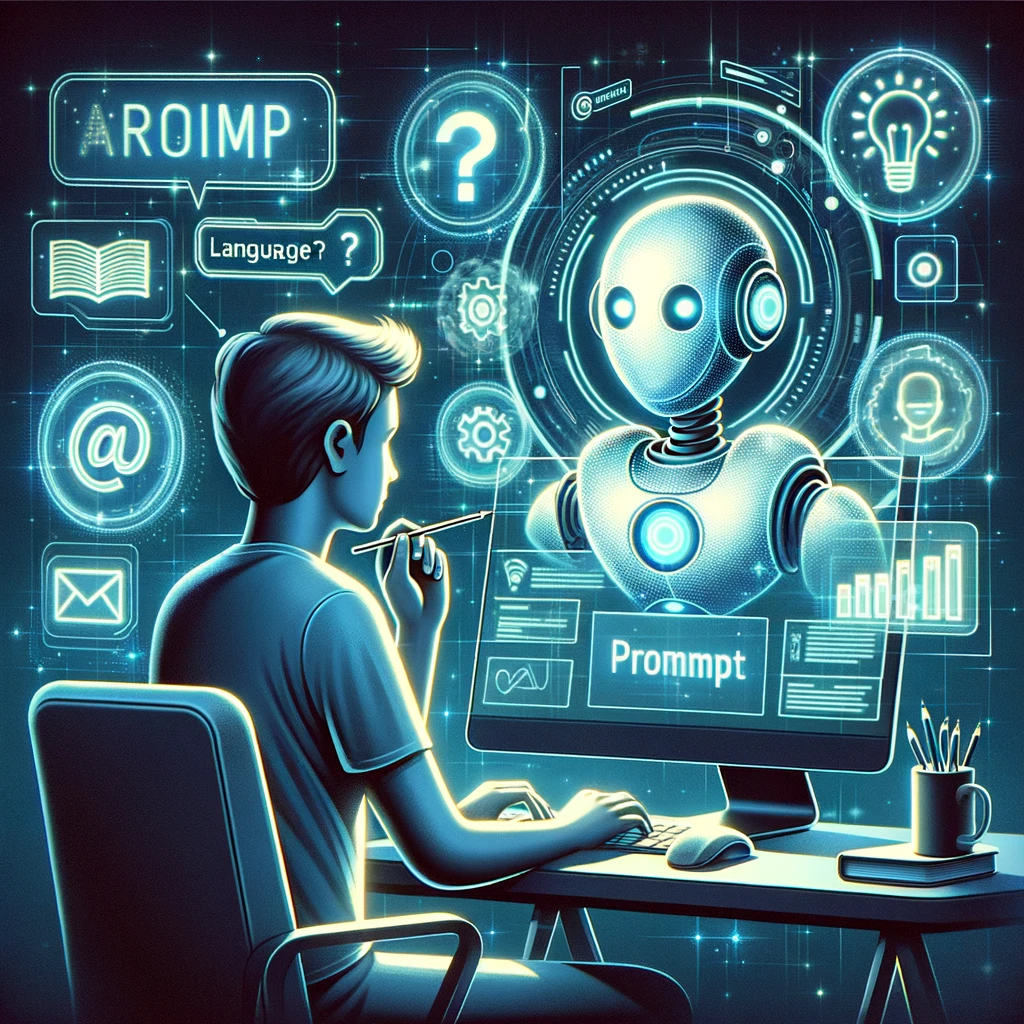 AROIMP
Language? ?
?
Prommpt
@